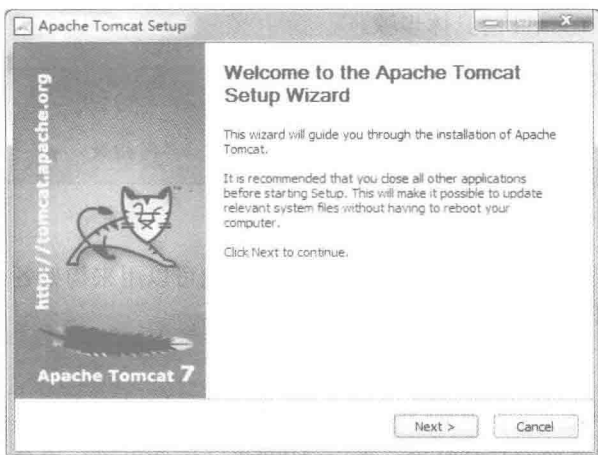 Apache Tomcat Setup
http://tomcat.apache.org
Apache Tomcat 7
Welcome to the Apache Tomcat
Setup Wizard
This wizard will guide you through the installation of Apache
Tomcat.
It is recommended that you close all other applications
before starting Setup. This will make it possible to update
relevant system files without having to reboot your
computer.
Click Next to continue.
Next >
Cancel